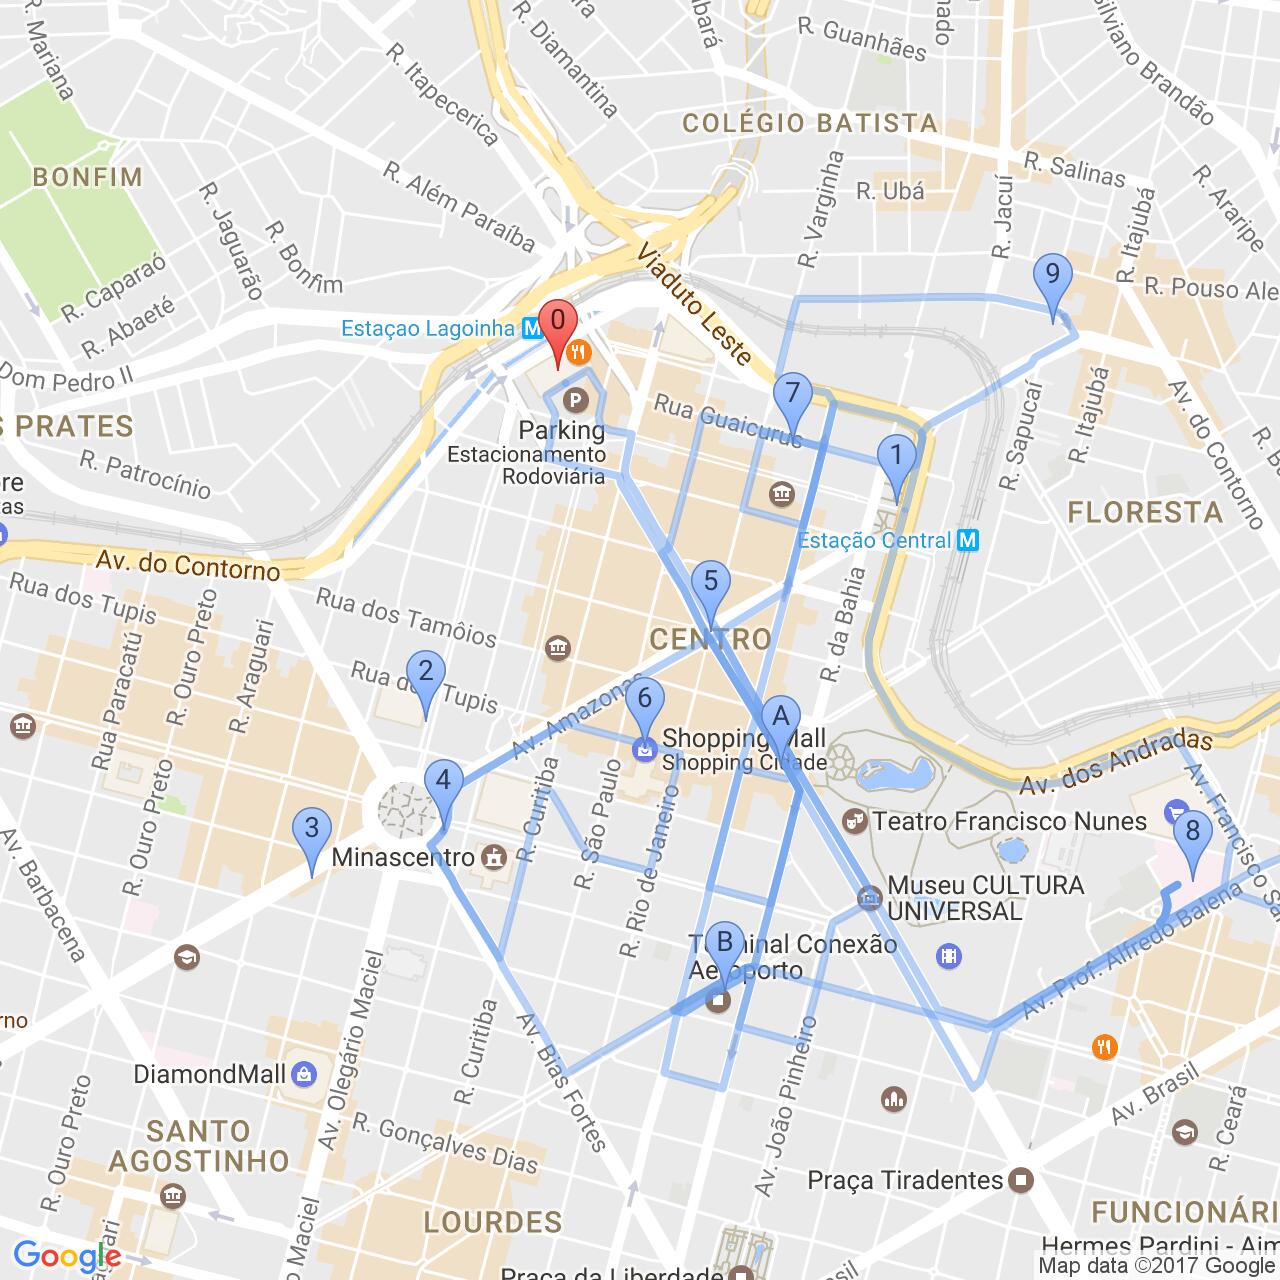 R. Mariana
R. Diamantina
R. Itapecerica
R. Guanhães
Silviano Brandão
COLÉGIO BATISTA
R. Salinas
R. Araripe
BONFIM
R. Além Paraíba
R. Jaguarão
R. Bonfim
R. Varginha
R. Ubá
R. Jacuí
R. Itajubá
R. Caparaó
R. Abaeté
Viaduto Leste
9
R. Pouso Ale
Estaçao Lagoinha
M
0
Dom Pedro II
S PRATES
R. Patrocínio
P
Parking
Estacionamento
Rodoviária
Rua Guaicurus
7
1
R. Sapucaí
R. Itajubá
Av. do Contorno
FLORESTA
Estação Central
M
Av. do Contorno
Rua dos Tupis
Rua dos Tamôios
5
CENTRO
R. da Bahia
R. Ouro Preto
R. Araguari
Rua Paracatú
2
Rua dos Tupis
Av. Amazonas
6
Shopping Mall
Shopping Cidade
A
Av. dos Andradas
4
3
Minascentro
R. Ouro Preto
R. Curitiba
R. São Paulo
R. Rio de Janeiro
Teatro Francisco Nunes
8
Museu CULTURA
UNIVERSAL
Av. Barbacena
B
Terminal Conexão
Aeroporto
Av. Prof. Alfredo Balena
R. Curitiba
Av. Bias Fortes
Av. João Pinheiro
DiamondMall
Av. Olegário Maciel
R. Ouro Preto
SANTO
AGOSTINHO
R. Gonçalves Dias
Av. Brasil
R. Ceará
Praça Tiradentes
LOURDES
FUNCIONÁRI
Hermes Pardini - Aim
Praça da Liberdade
Google
Map data ©2017 Google